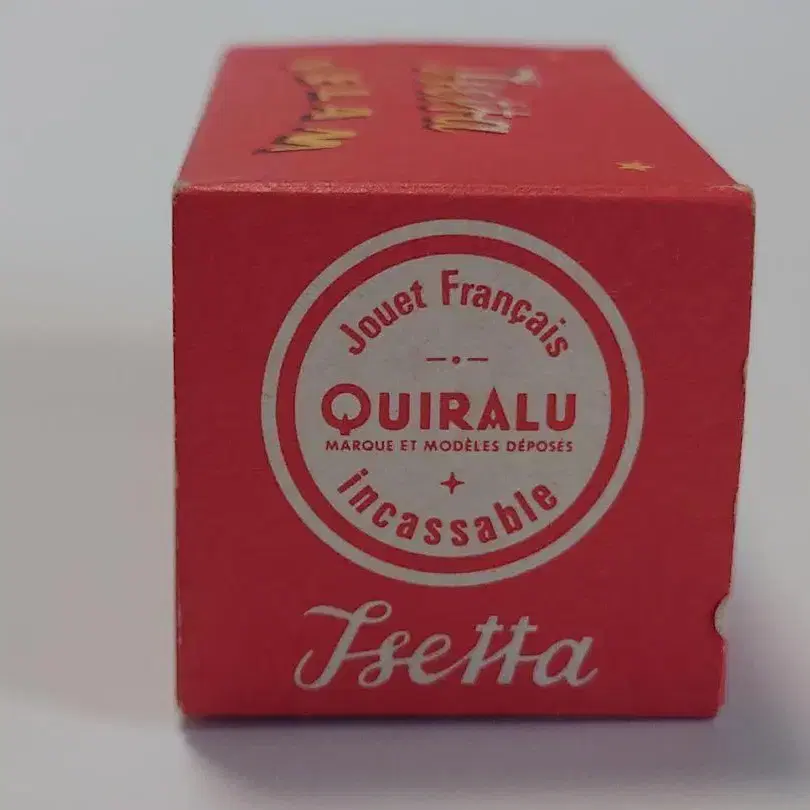 Jouet Français
QUIRALU
MARQUE ET MODÈLES DÉPOSÉS
incassable
Isetta